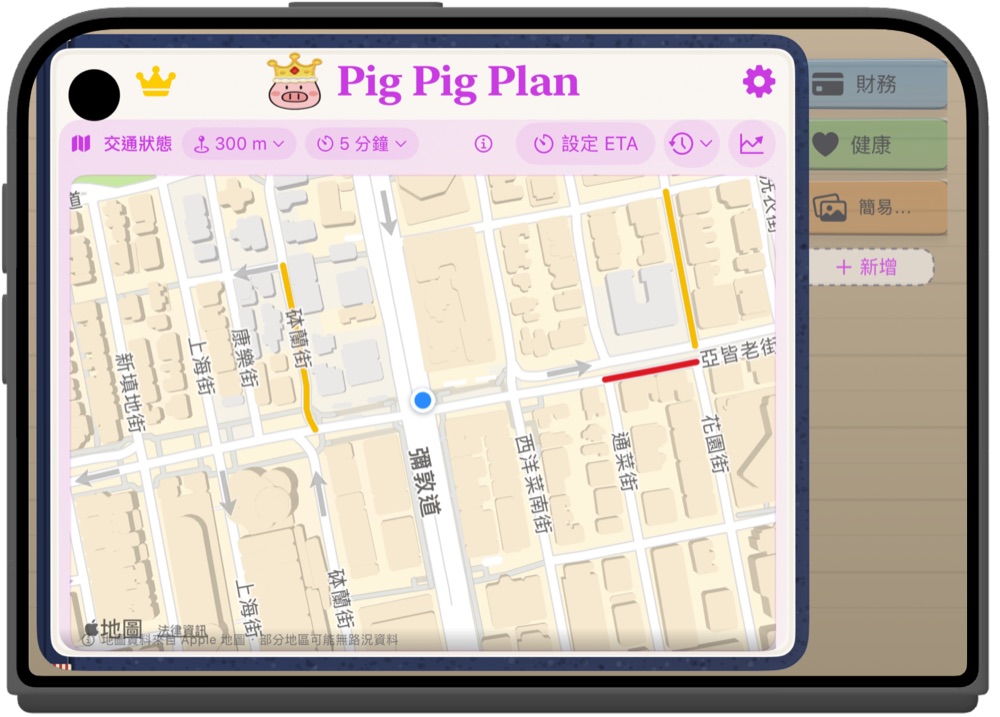 Pig Pig Plan
交通狀態
300 m
5 分鐘
設定 ETA
財務
健康
簡易...
+ 新增
道
洗衣街
砵蘭街
康樂街
上海街
新填地街
亞皆老街
花園街
通菜街
西洋菜南街
彌敦道
砵蘭街
上海街
地圖
法律資訊
地圖資料來自 Apple 地圖・部分地區可能無路況資料